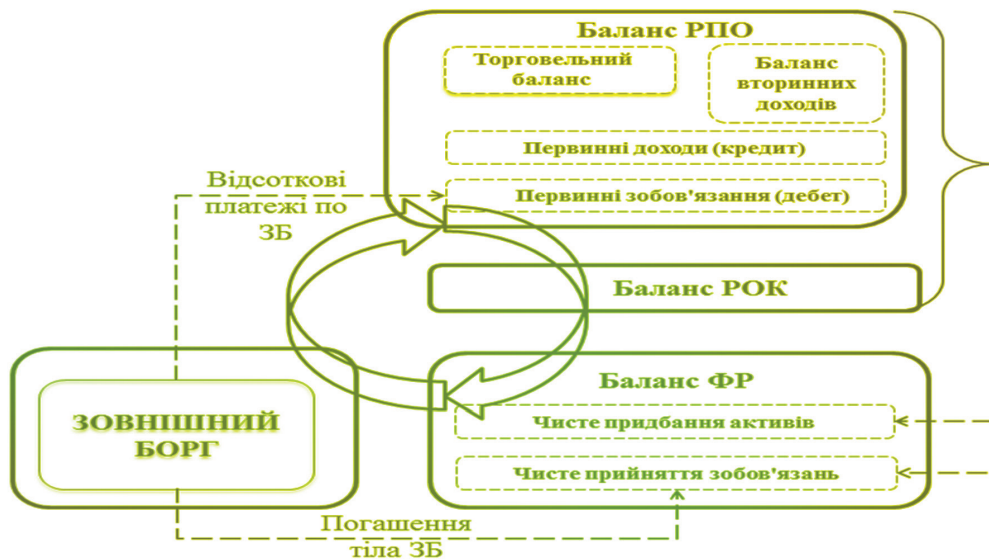 Баланс РПО
Торговельний
баланс
Баланс
вторинних
доходів
Первинні доходи (кредит)
Первинні зобов'язання (дебет)
Відсоткові
платежі по
ЗБ
Баланс РОК
Баланс ФР
Чисте придбання активів
Чисте прийняття зобов'язань
ЗОВНІШНИЙ
БОРГ
Погашення
тіла ЗБ